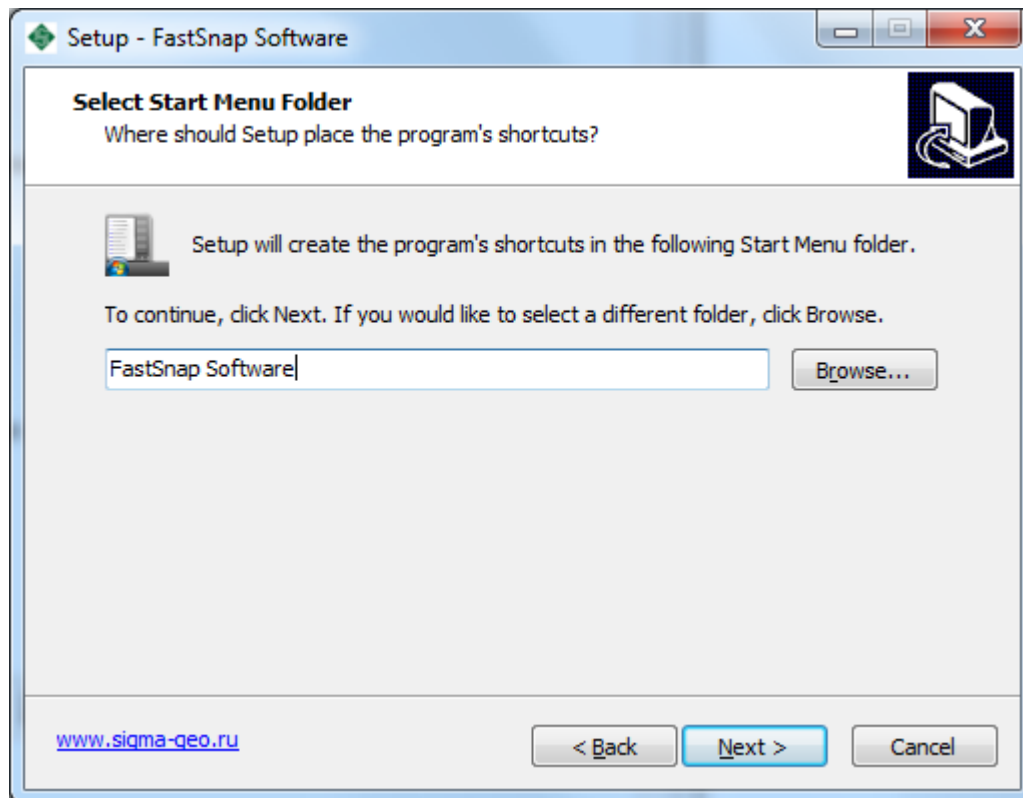 Setup - FastSnap Software
Select Start Menu Folder
Where should Setup place the program's shortcuts?
Setup will create the program's shortcuts in the following Start Menu folder.
To continue, click Next. If you would like to select a different folder, click Browse.
FastSnap Software
Browse...
www.sigma-geo.ru
< Back
Next >
Cancel